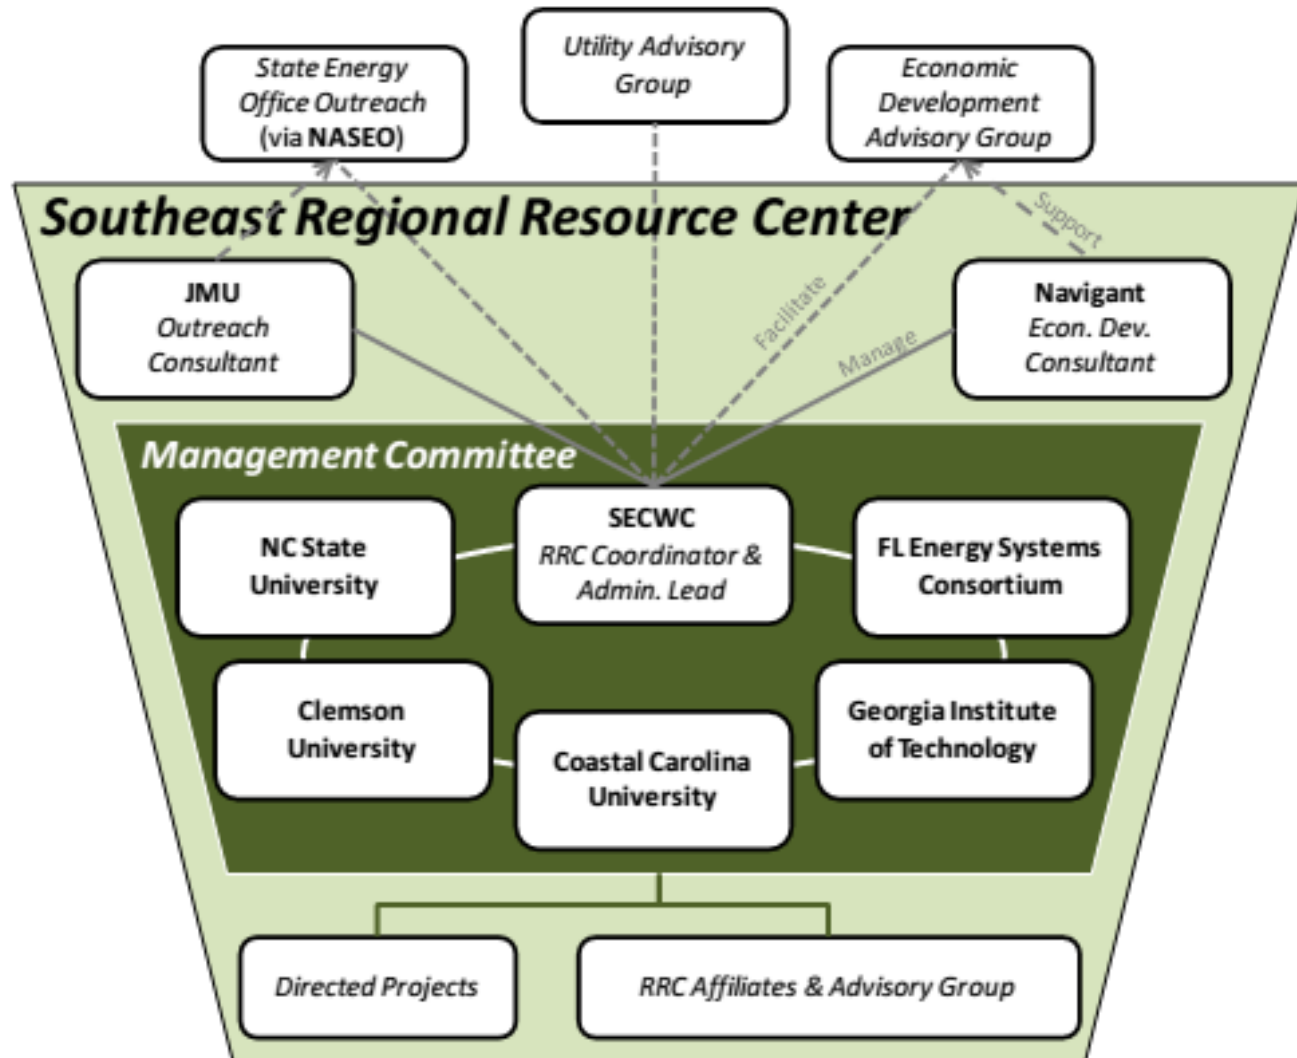 State Energy
Office Outreach
(via NASEO)
Utility Advisory
Group
Economic
Development
Advisory Group
Southeast Regional Resource Center
Support
JMU
Outreach
Consultant
Facilitate
Manage
Navigant
Econ. Dev.
Consultant
Management Committee
NC State
University
SECWC
RRC Coordinator &
Admin. Lead
FL Energy Systems
Consortium
Clemson
University
Coastal Carolina
University
Georgia Institute
of Technology
Directed Projects
RRC Affiliates & Advisory Group